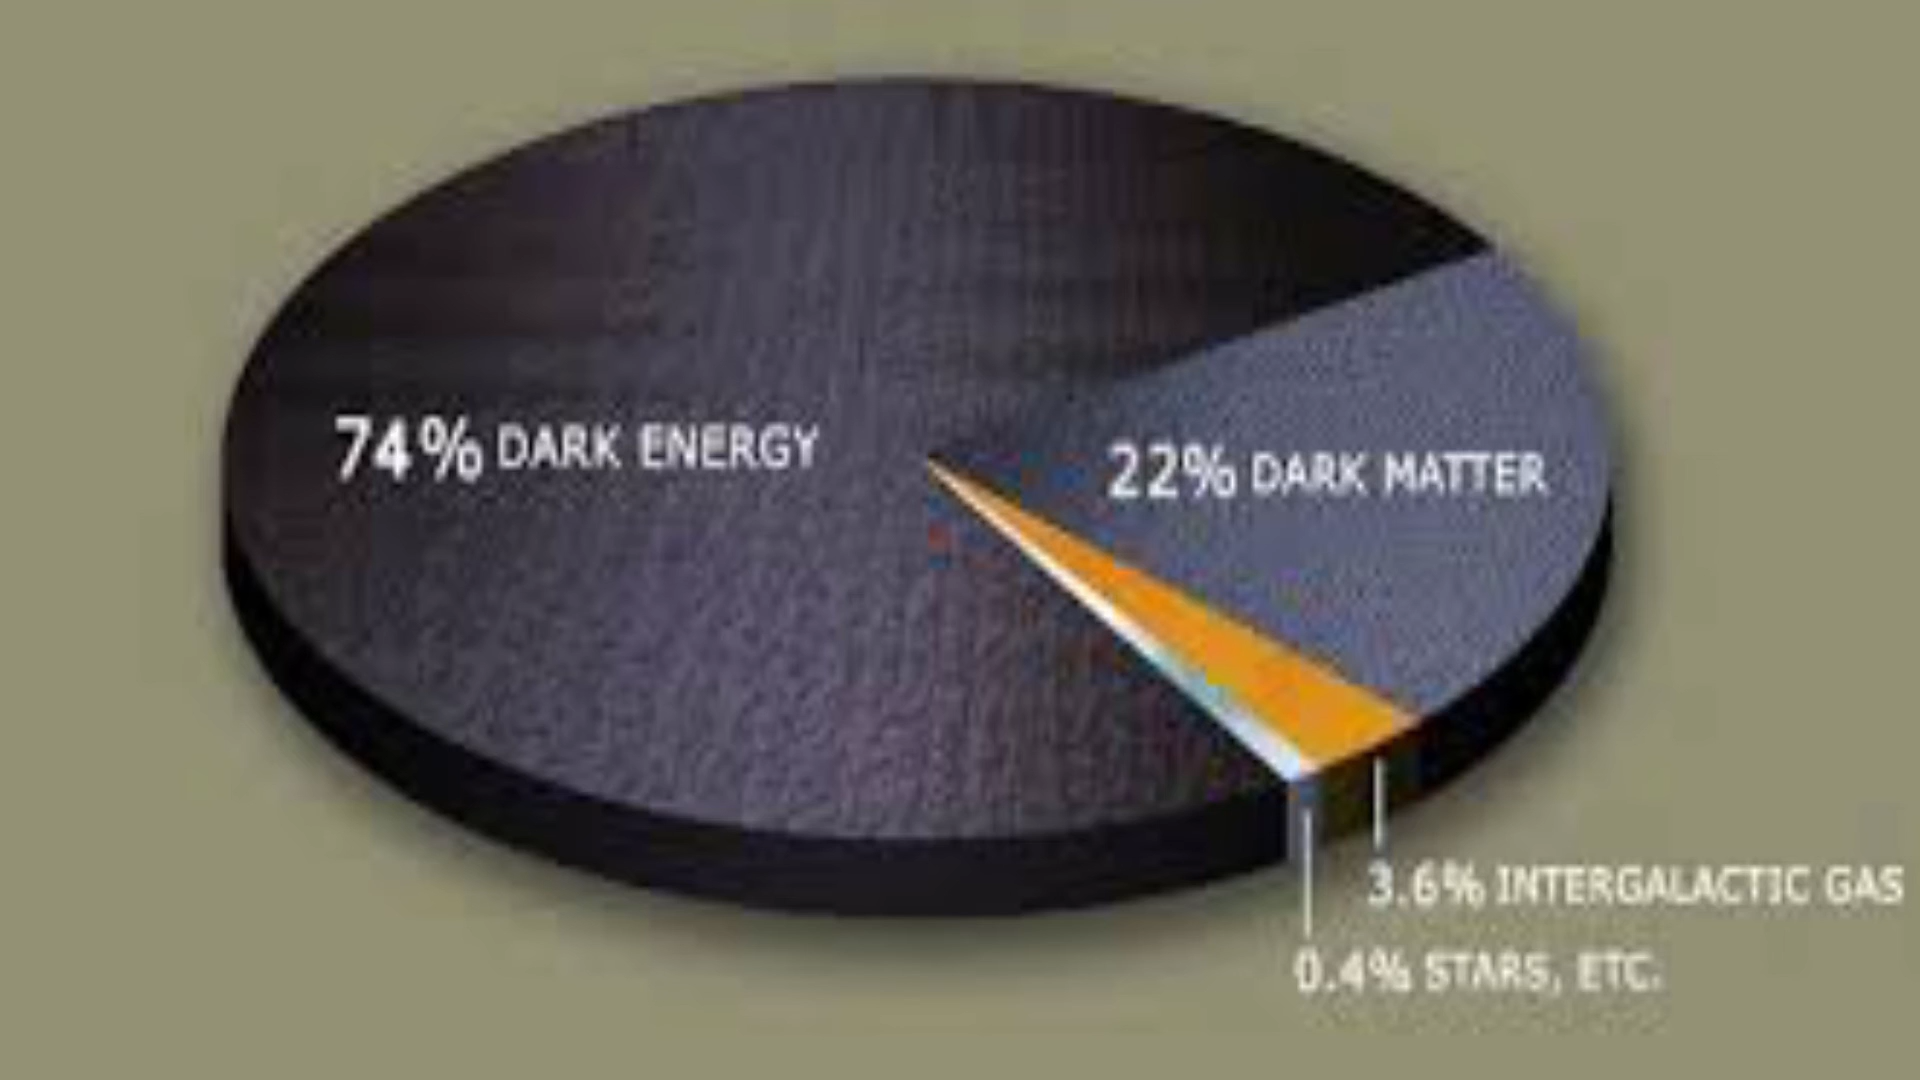 74% DARK ENERGY
22% DARK MATTER
3.6% INTERGALACTIC GAS
0.4% STARS, ETC.